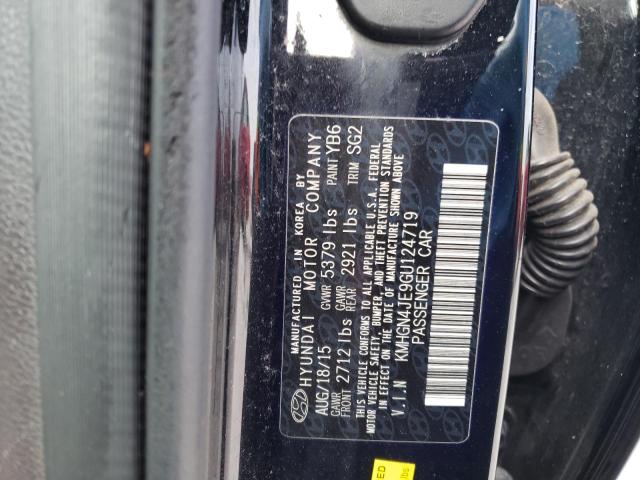 MANUFACTURED IN KOREA BY
HYUNDAI MOTOR COMPANY
AUG/18/15 GVWR 5379 lbs PAINT YB6
GAWR FRONT 2712 lbs GAWR REAR 2921 lbs TRIM SG2
THIS VEHICLE CONFORMS TO ALL APPLICABLE U.S.A. FEDERAL
MOTOR VEHICLE SAFETY, BUMPER, AND THEFT PREVENTION STANDARDS
IN EFFECT ON THE DATE OF MANUFACTURE SHOWN ABOVE
V.I.N KMHGN4JE9GU124719
PASSENGER CAR
lbs